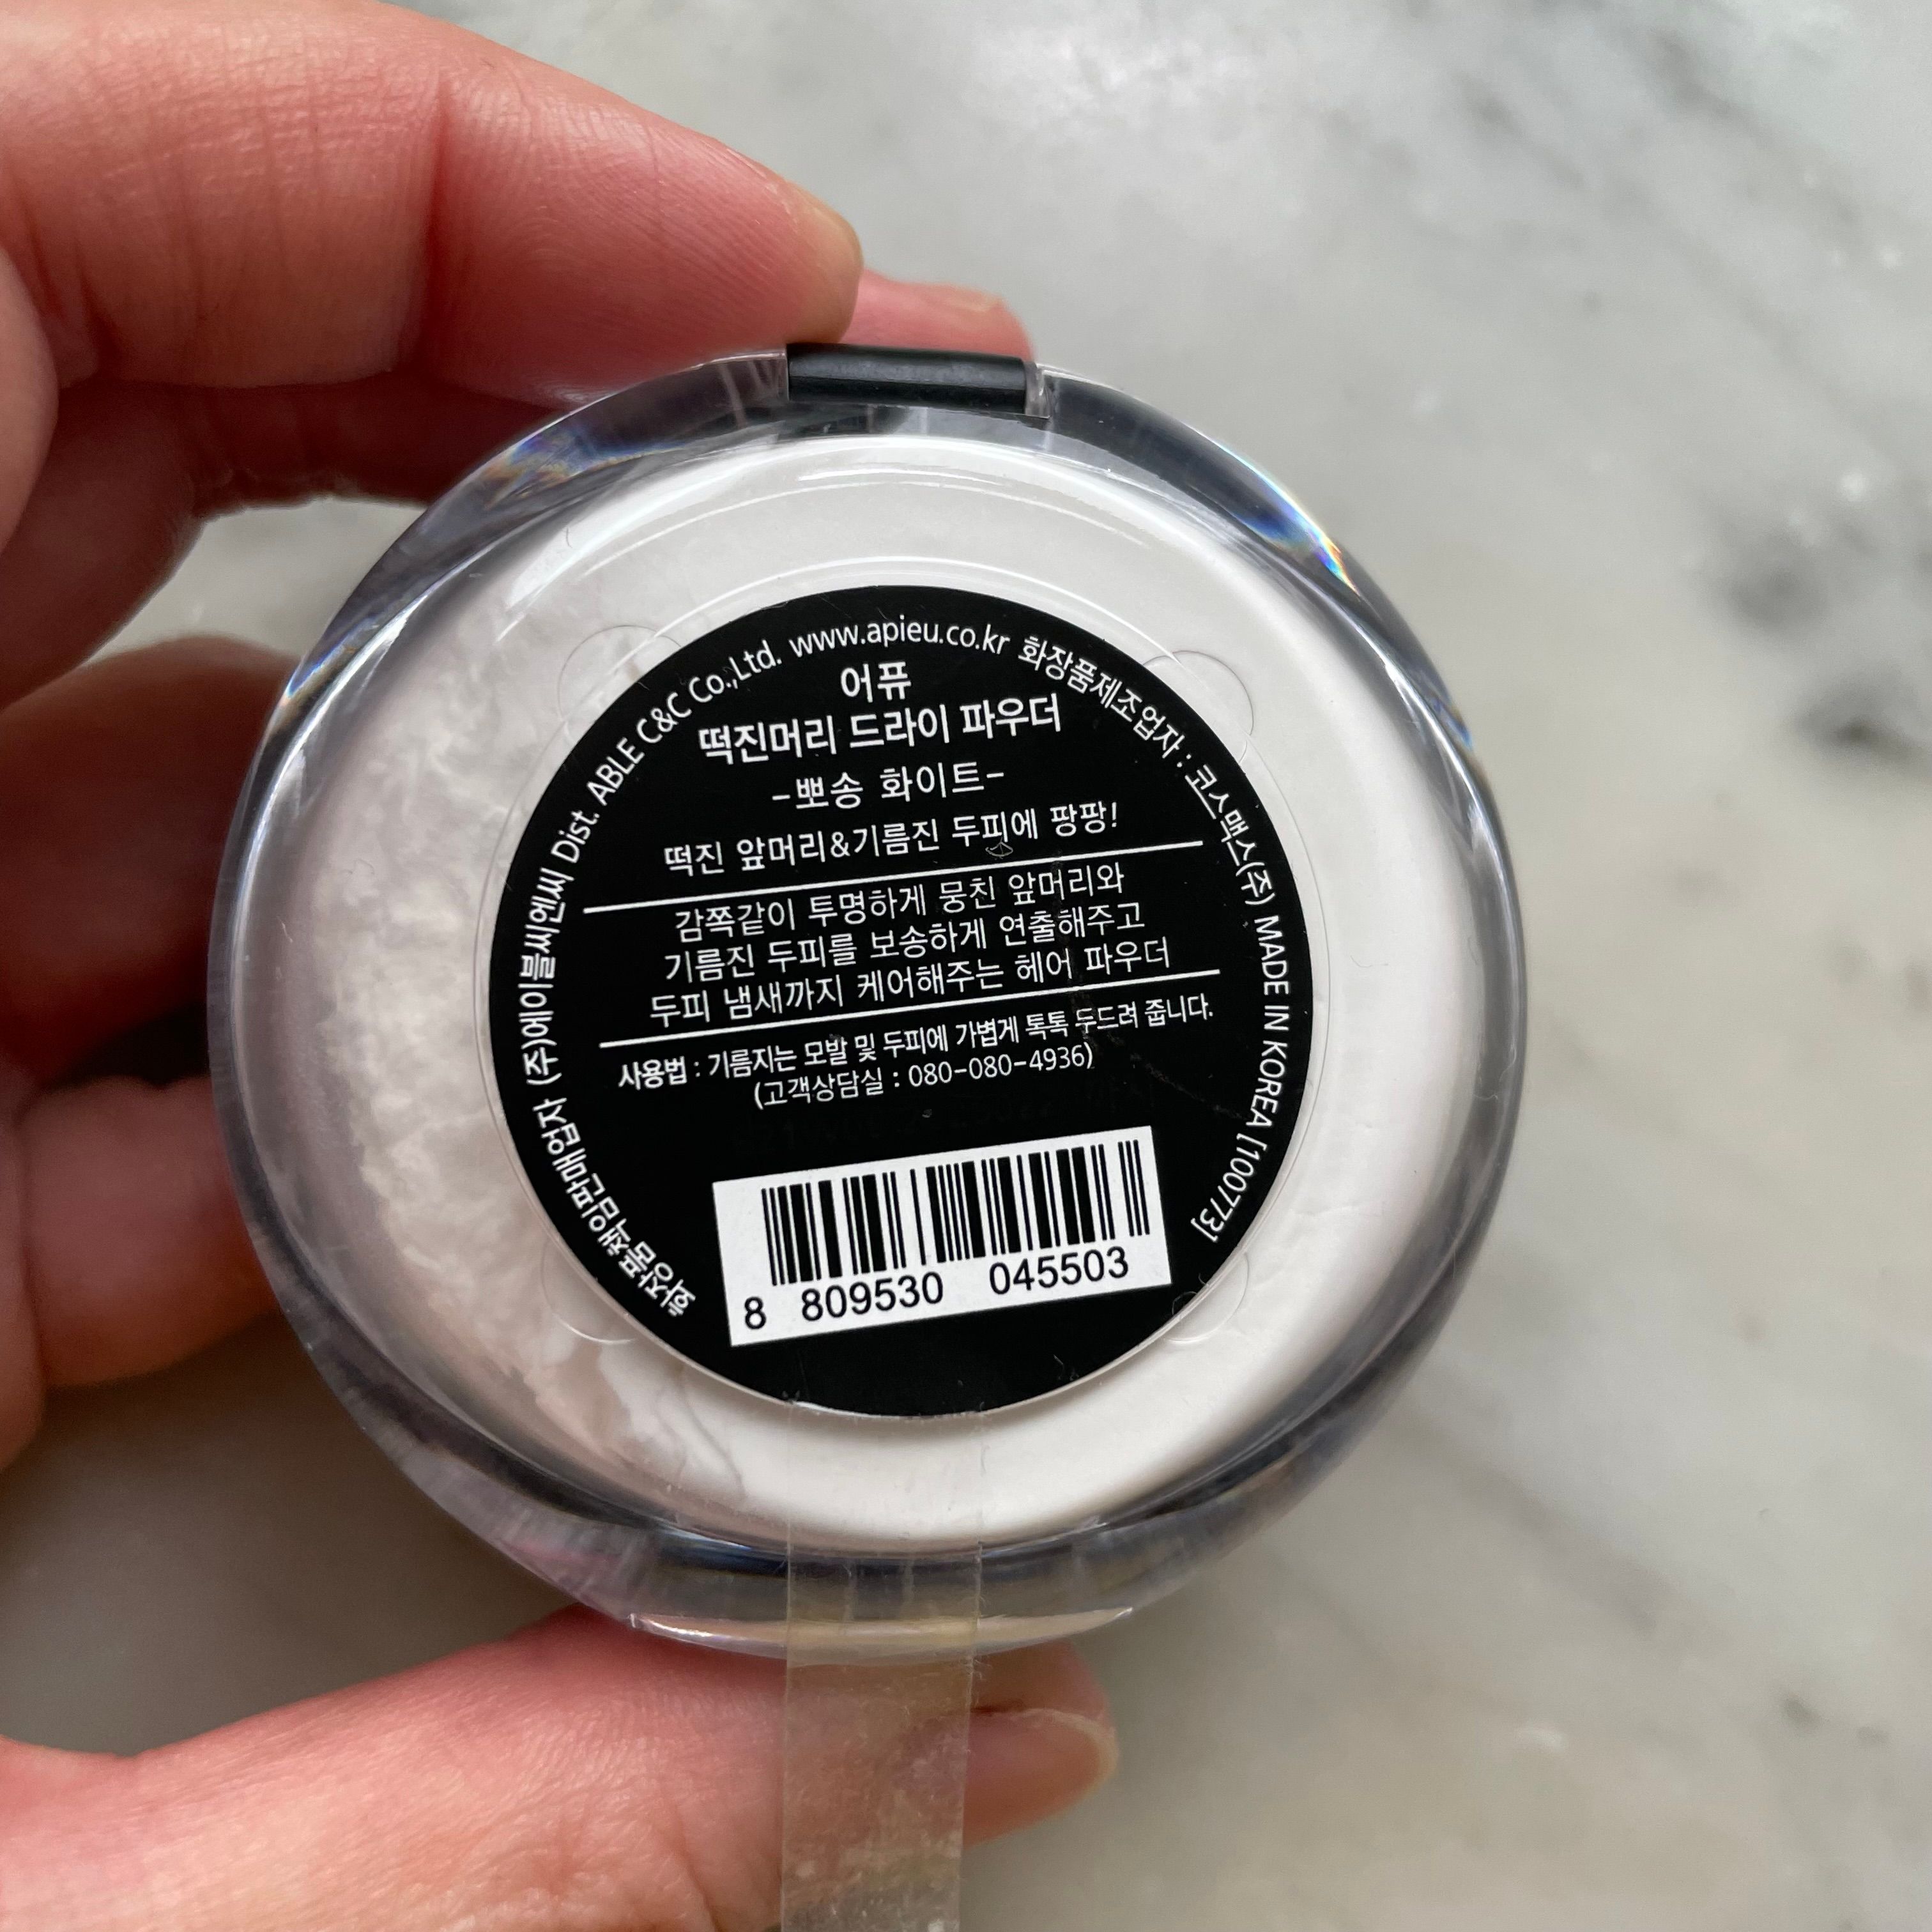 화장품책임판매업자 (주)에이블씨엔씨 Dist. ABLE C&C Co.,Ltd. www.apieu.co.kr 화장품제조업자 : 코스맥스(주) MADE IN KOREA [100773]
어퓨
떡진머리 드라이 파우더
-뽀송 화이트-
떡진 앞머리&기름진 두피에 팡팡!
감쪽같이 투명하게 뭉친 앞머리와
기름진 두피를 보송하게 연출해주고
두피 냄새까지 케어해주는 헤어 파우더
사용법 : 기름지는 모발 및 두피에 가볍게 톡톡 두드려 줍니다.
(고객상담실 : 080-080-4936)
8 809530 045503